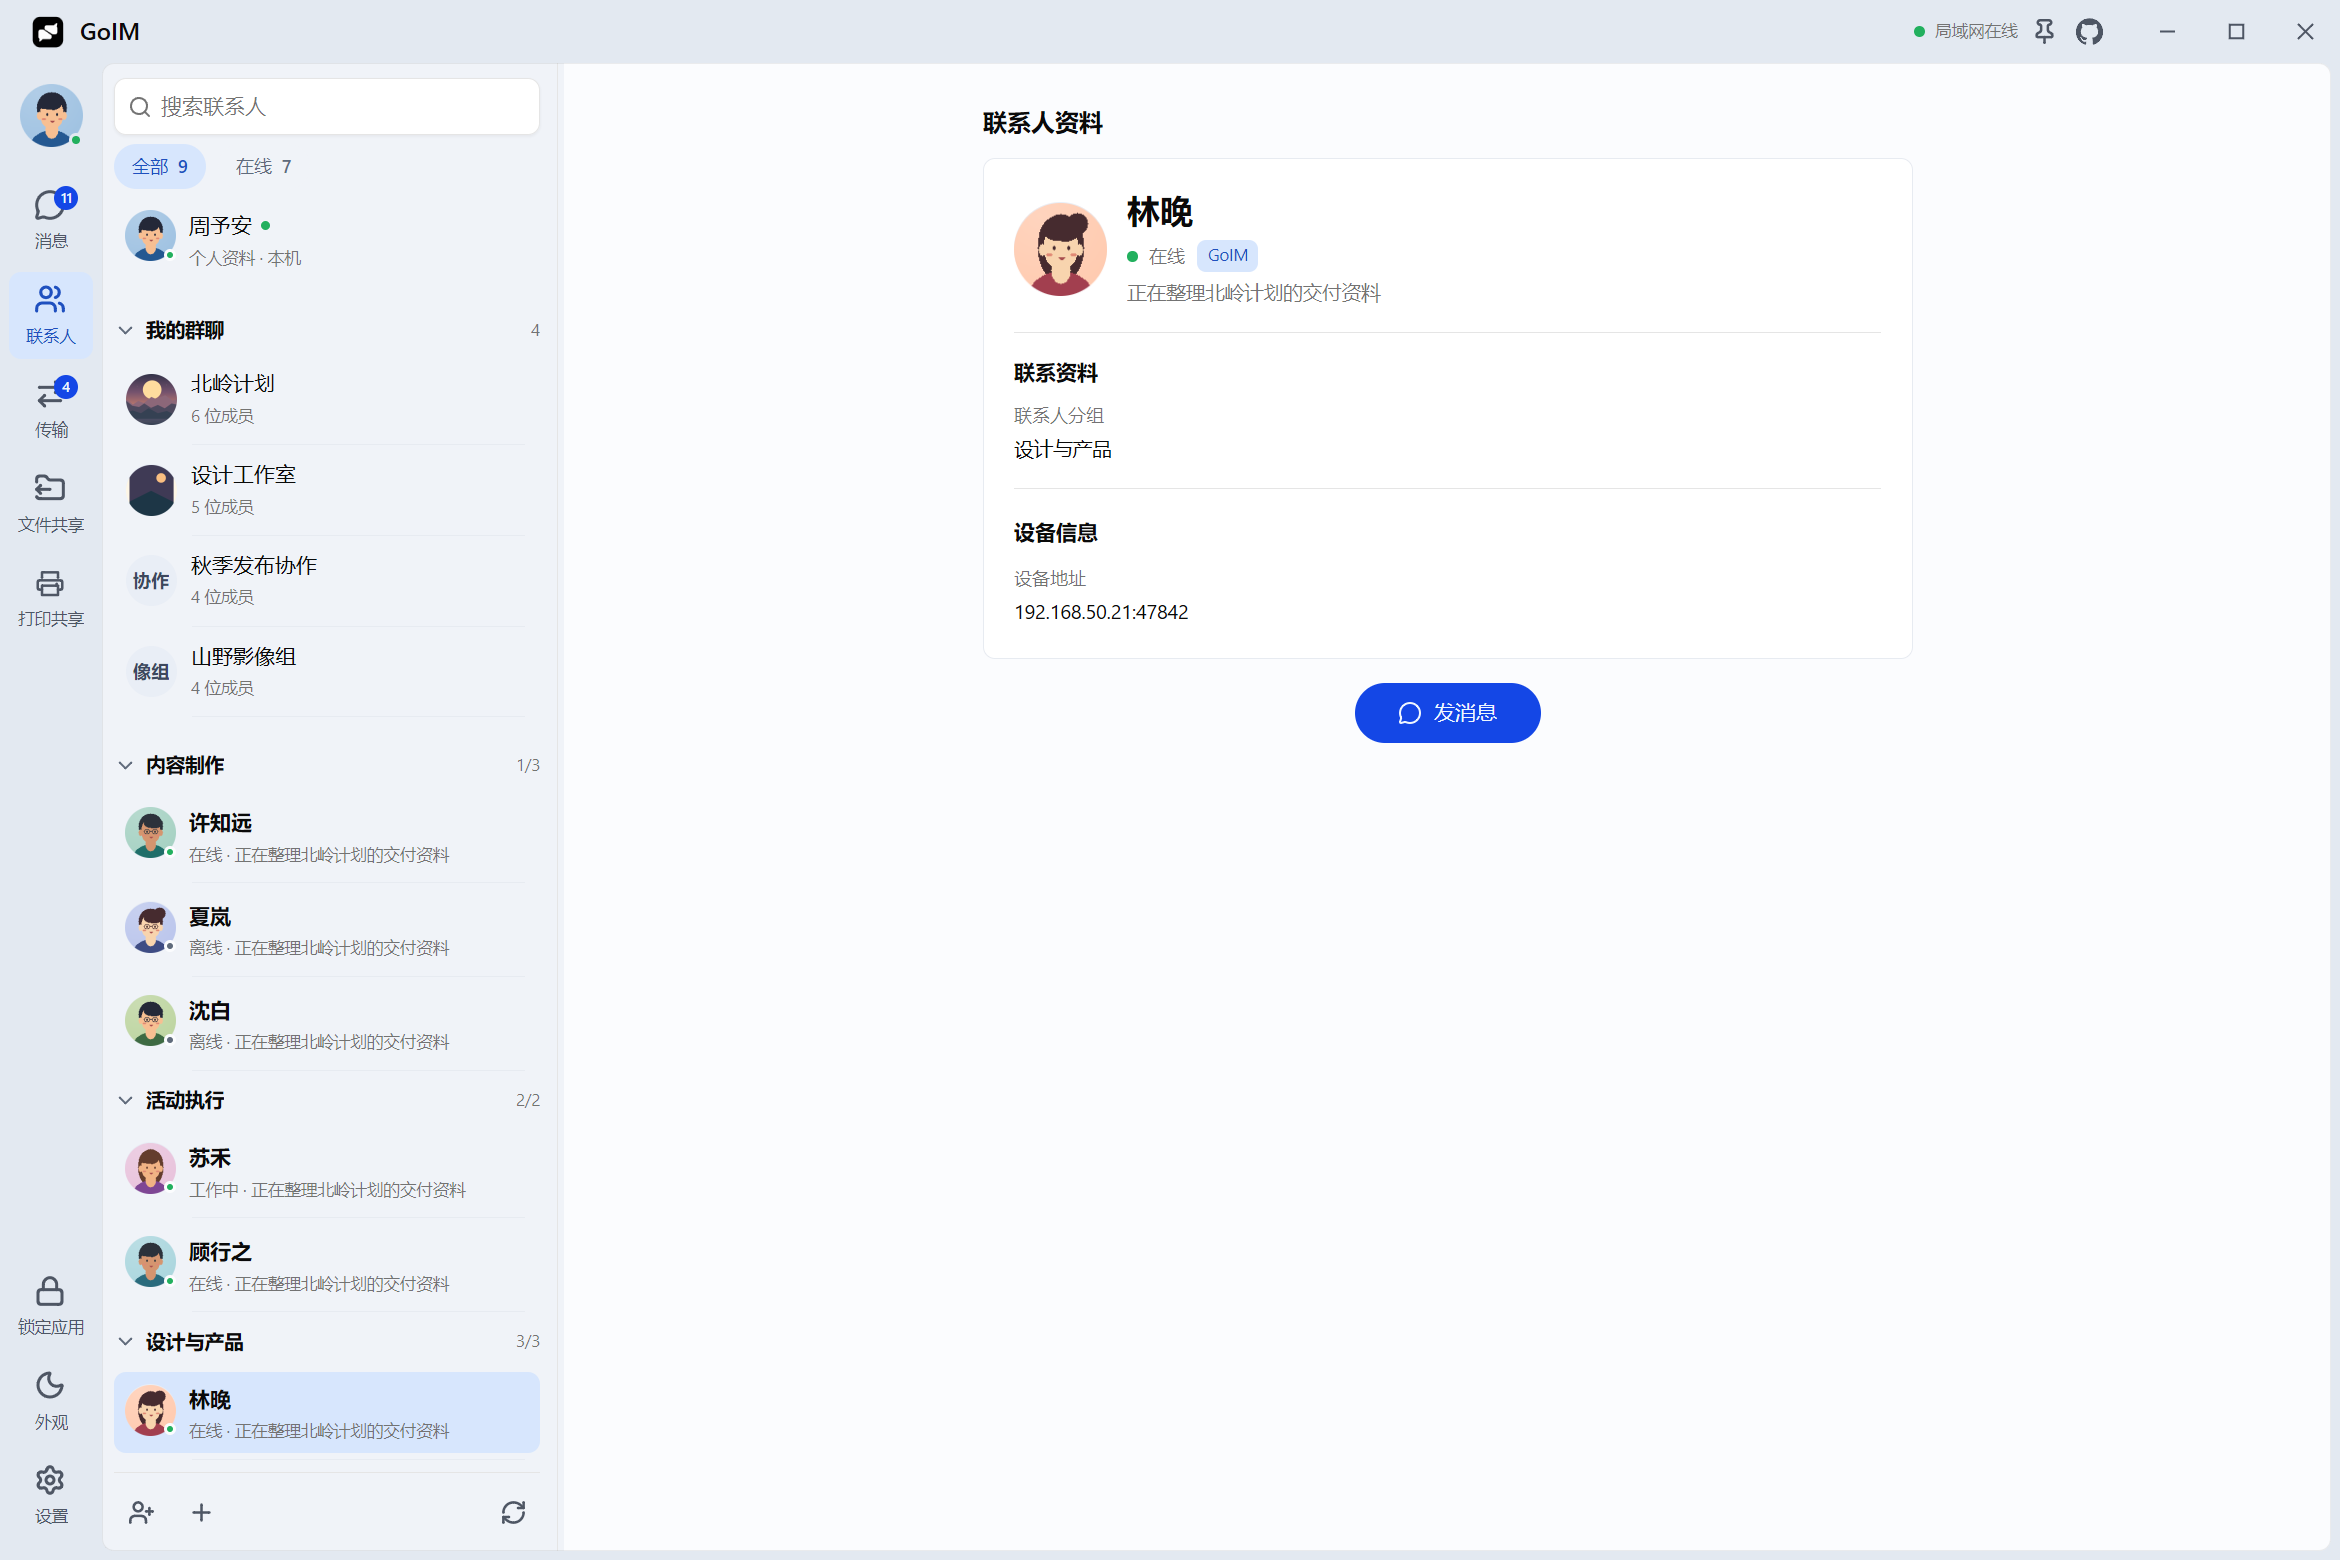 GoIM
局域网在线
11
消息
联系人
4
传输
文件共享
打印共享
锁定应用
外观
设置
搜索联系人
全部 9
在线 7
周予安
个人资料 · 本机
我的群聊 4
北岭计划
6 位成员
设计工作室
5 位成员
协作
秋季发布协作
4 位成员
像组
山野影像组
4 位成员
内容制作 1/3
许知远
在线 · 正在整理北岭计划的交付资料
夏岚
离线 · 正在整理北岭计划的交付资料
沈白
离线 · 正在整理北岭计划的交付资料
活动执行 2/2
苏禾
工作中 · 正在整理北岭计划的交付资料
顾行之
在线 · 正在整理北岭计划的交付资料
设计与产品 3/3
林晚
在线 · 正在整理北岭计划的交付资料
联系人资料
林晚
在线 GoIM
正在整理北岭计划的交付资料
联系资料
联系人分组
设计与产品
设备信息
设备地址
192.168.50.21:47842
发消息